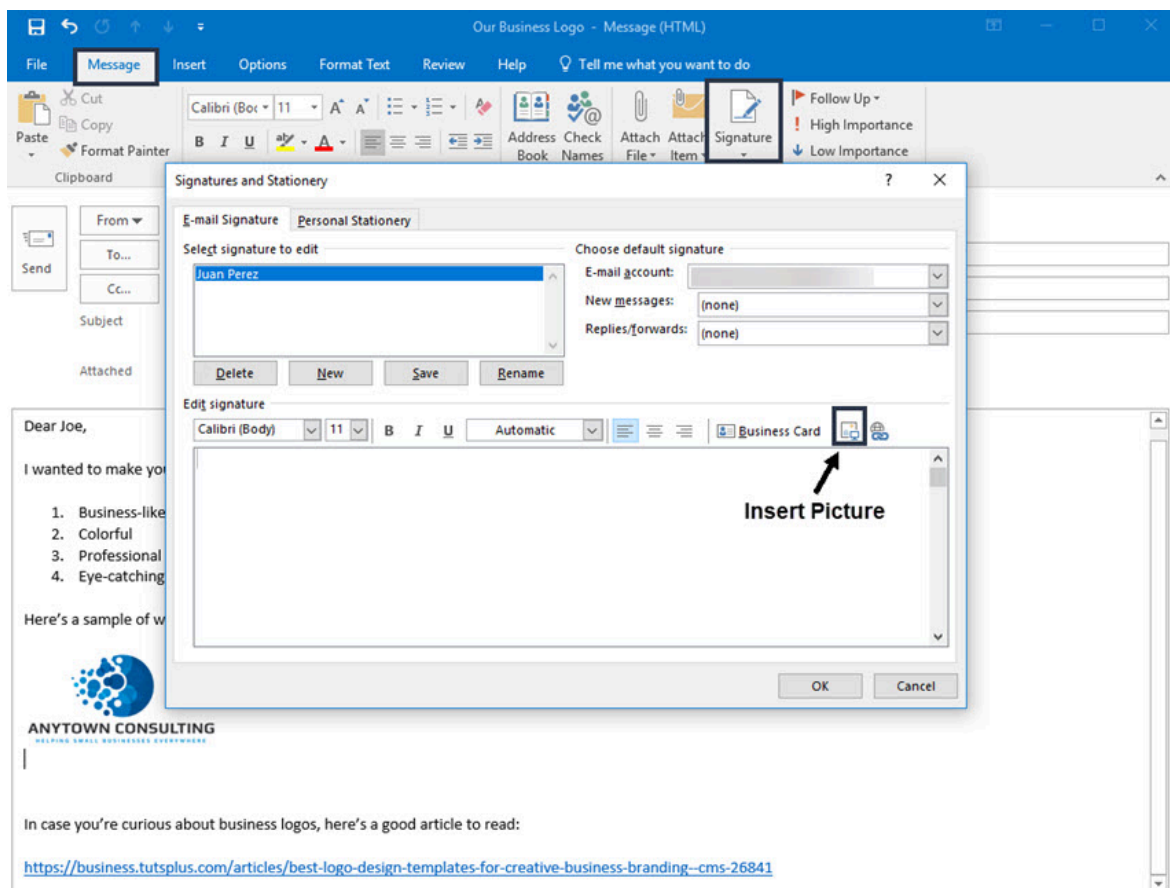 Our Business Logo - Message (HTML)
File Message Insert Options Format Text Review Help Tell me what you want to do
Cut
Copy
Format Painter
Paste
Clipboard
Calibri (Boc 11
B I U
Address Book
Check Names
Attach File
Attach Item
Signature
Follow Up
High Importance
Low Importance
Signatures and Stationery
E-mail Signature Personal Stationery
Select signature to edit
Juan Perez
Delete New Save Rename
Choose default signature
E-mail account:
New messages: (none)
Replies/forwards: (none)
Edit signature
Calibri (Body) 11 B I U Automatic Business Card
Insert Picture
OK Cancel
Send
From
To...
Cc...
Subject
Attached
Dear Joe,
I wanted to make you
1. Business-like
2. Colorful
3. Professional
4. Eye-catching
Here's a sample of w
ANYTOWN CONSULTING
HELPING SMALL BUSINESSES EVERYWHERE
In case you're curious about business logos, here's a good article to read:
https://business.tutsplus.com/articles/best-logo-design-templates-for-creative-business-branding--cms-26841